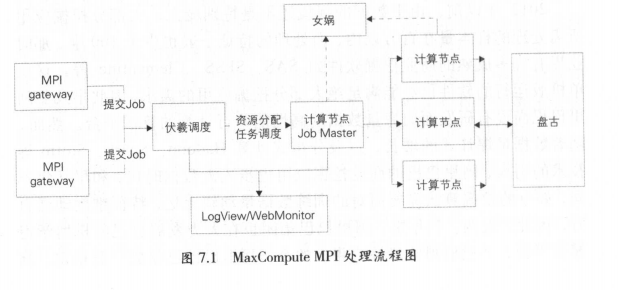 女娲
MPI
gateway
提交Job
提交Job
MPI
gateway
伏羲调度
资源分配
任务调度
计算节点
Job Master
计算节点
计算节点
计算节点
盘古
LogView/WebMonitor
图 7.1 MaxCompute MPI 处理流程图